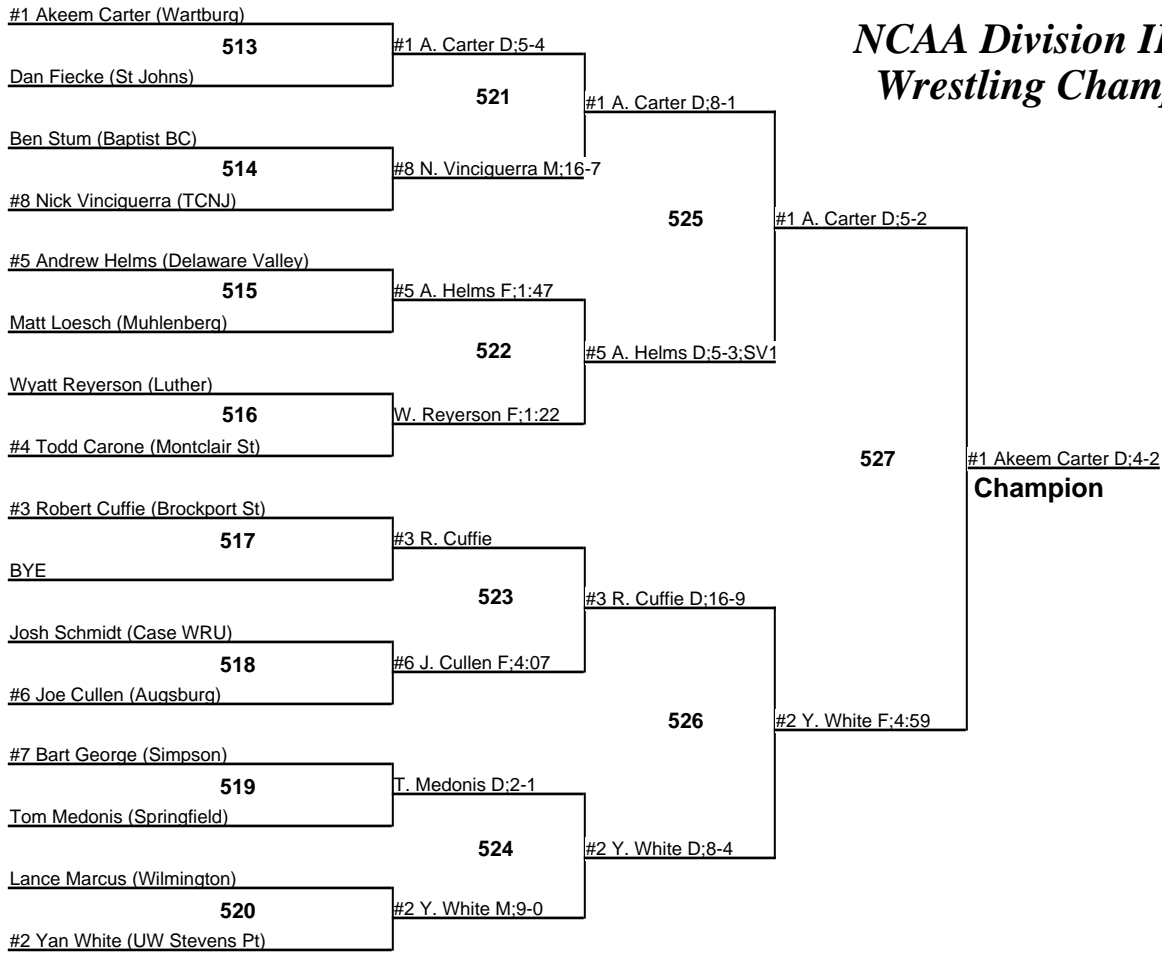 NCAA Division II
Wrestling Champ
#1 Akeem Carter (Wartburg)
513
Dan Fiecke (St Johns)
Ben Stum (Baptist BC)
514
#8 Nick Vinciguerra (TCNJ)
#5 Andrew Helms (Delaware Valley)
515
Matt Loesch (Muhlenberg)
Wyatt Reyerson (Luther)
516
#4 Todd Carone (Montclair St)
#3 Robert Cuffie (Brockport St)
517
BYE
Josh Schmidt (Case WRU)
518
#6 Joe Cullen (Augsburg)
#7 Bart George (Simpson)
519
Tom Medonis (Springfield)
Lance Marcus (Wilmington)
520
#2 Yan White (UW Stevens Pt)
#1 A. Carter D;5-4
521
#8 N. Vinciguerra M;16-7
#5 A. Helms F;1:47
522
W. Reyerson F;1:22
#3 R. Cuffie
523
#6 J. Cullen F;4:07
T. Medonis D;2-1
524
#2 Y. White M;9-0
#1 A. Carter D;8-1
525
#5 A. Helms D;5-3;SV1
#3 R. Cuffie D;16-9
526
#2 Y. White D;8-4
#1 A. Carter D;5-2
527
#2 Y. White F;4:59
#1 Akeem Carter D;4-2
Champion